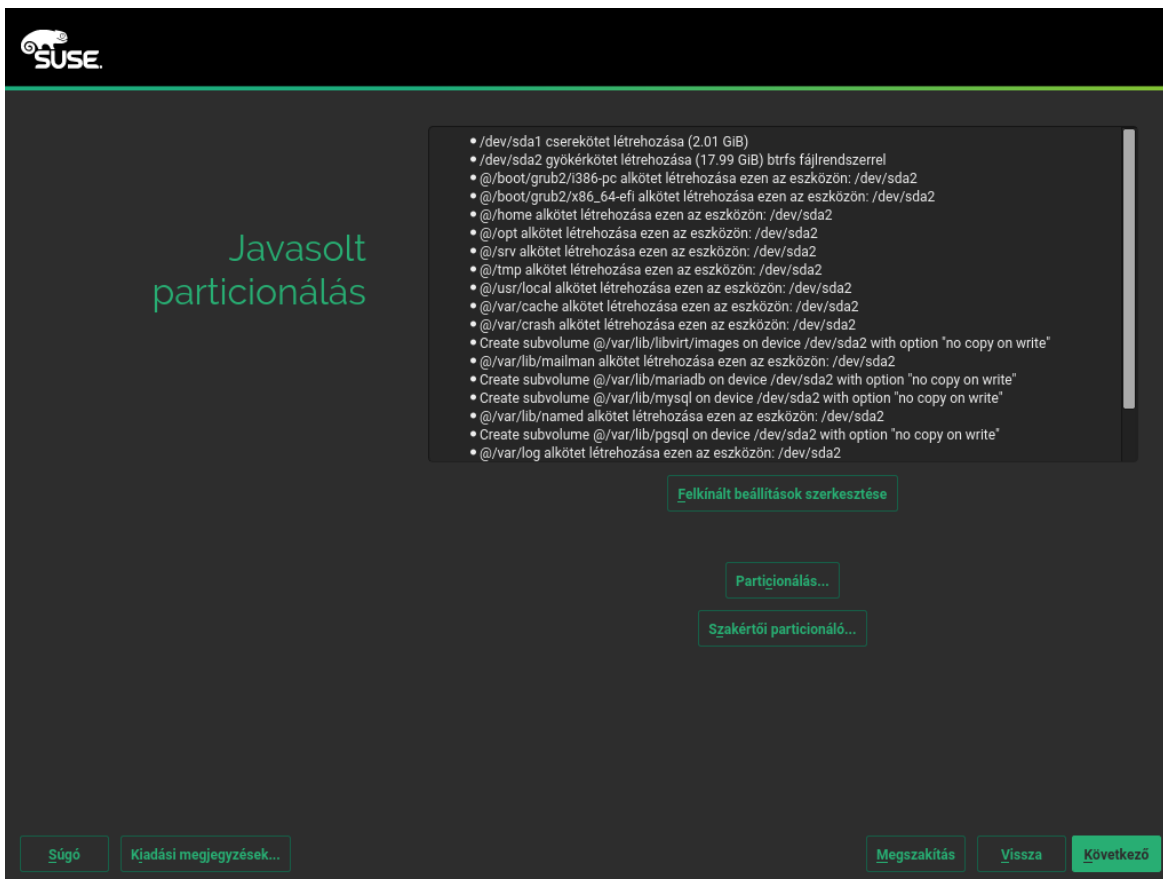 SUSE.
Javasolt
particionálás
• /dev/sda1 cserekötet létrehozása (2.01 GiB)
• /dev/sda2 gyökérkötet létrehozása (17.99 GiB) btrfs fájlrendszerrel
• @/boot/grub2/i386-pc alkötet létrehozása ezen az eszközön: /dev/sda2
• @/boot/grub2/x86_64-efi alkötet létrehozása ezen az eszközön: /dev/sda2
• @/home alkötet létrehozása ezen az eszközön: /dev/sda2
• @/opt alkötet létrehozása ezen az eszközön: /dev/sda2
• @/srv alkötet létrehozása ezen az eszközön: /dev/sda2
• @/tmp alkötet létrehozása ezen az eszközön: /dev/sda2
• @/usr/local alkötet létrehozása ezen az eszközön: /dev/sda2
• @/var/cache alkötet létrehozása ezen az eszközön: /dev/sda2
• @/var/crash alkötet létrehozása ezen az eszközön: /dev/sda2
• Create subvolume @/var/lib/libvirt/images on device /dev/sda2 with option "no copy on write"
• @/var/lib/mailman alkötet létrehozása ezen az eszközön: /dev/sda2
• Create subvolume @/var/lib/mariadb on device /dev/sda2 with option "no copy on write"
• Create subvolume @/var/lib/mysql on device /dev/sda2 with option "no copy on write"
• @/var/lib/named alkötet létrehozása ezen az eszközön: /dev/sda2
• Create subvolume @/var/lib/pgsql on device /dev/sda2 with option "no copy on write"
• @/var/log alkötet létrehozása ezen az eszközön: /dev/sda2
Felkínált beállítások szerkesztése
Particionálás...
Szakértői particionáló...
Súgó
Kiadási megjegyzések...
Megszakítás
Vissza
Következő